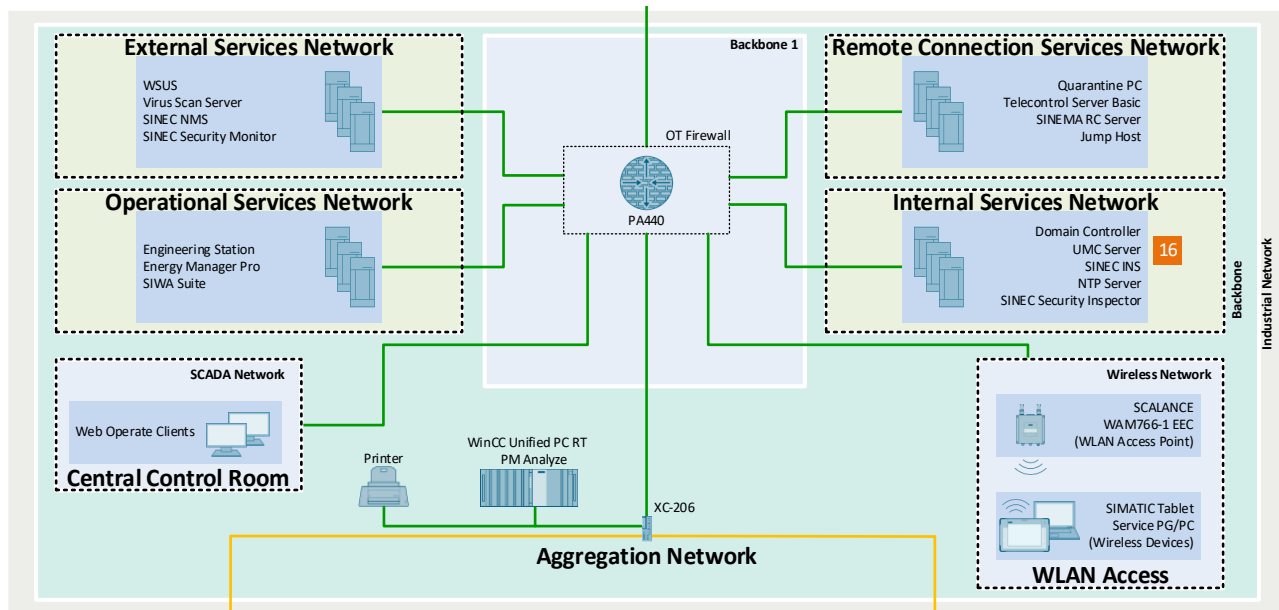 External Services Network
WSUS
Virus Scan Server
SINEC NMS
SINEC Security Monitor
Backbone 1
Remote Connection Services Network
Quarantine PC
Telecontrol Server Basic
SINEMA RC Server
Jump Host
OT Firewall
PA440
Operational Services Network
Engineering Station
Energy Manager Pro
SIWA Suite
Internal Services Network
Domain Controller
UMC Server
SINEC INS
NTP Server
SINEC Security Inspector
16
Backbone
Industrial Network
SCADA Network
Web Operate Clients
Central Control Room
Printer
WinCC Unified PC RT
PM Analyze
XC-206
Aggregation Network
Wireless Network
SCALANCE
WAM766-1 EEC
(WLAN Access Point)
SIMATIC Tablet
Service PG/PC
(Wireless Devices)
WLAN Access